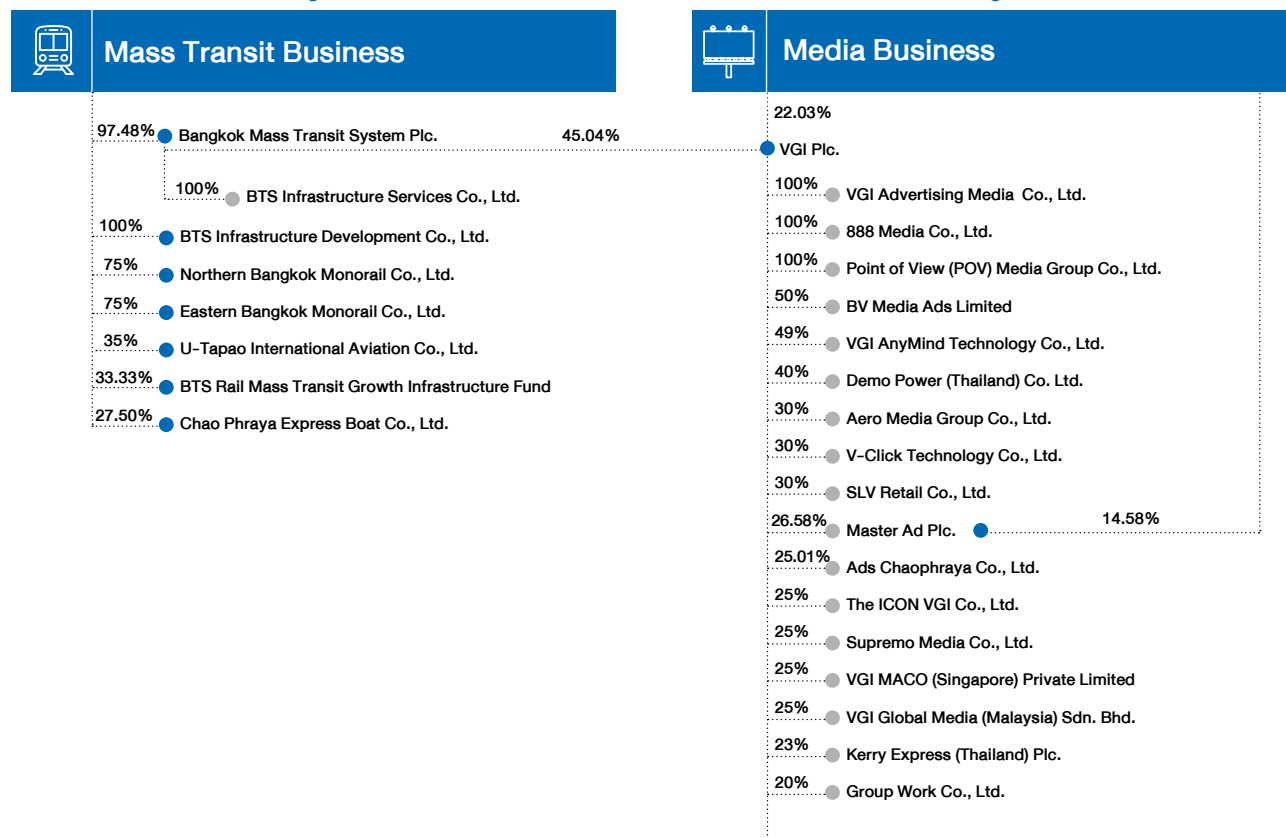 Mass Transit Business
97.48%
Bangkok Mass Transit System Plc.
45.04%
100%
BTS Infrastructure Services Co., Ltd.
100%
BTS Infrastructure Development Co., Ltd.
75%
Northern Bangkok Monorail Co., Ltd.
75%
Eastern Bangkok Monorail Co., Ltd.
35%
U-Tapao International Aviation Co., Ltd.
33.33%
BTS Rail Mass Transit Growth Infrastructure Fund
27.50%
Chao Phraya Express Boat Co., Ltd.
Media Business
22.03%
VGI Plc.
100%
VGI Advertising Media Co., Ltd.
100%
888 Media Co., Ltd.
100%
Point of View (POV) Media Group Co., Ltd.
50%
BV Media Ads Limited
49%
VGI AnyMind Technology Co., Ltd.
40%
Demo Power (Thailand) Co. Ltd.
30%
Aero Media Group Co., Ltd.
30%
V-Click Technology Co., Ltd.
30%
SLV Retail Co., Ltd.
26.58%
Master Ad Plc.
14.58%
25.01%
Ads Chaophraya Co., Ltd.
25%
The ICON VGI Co., Ltd.
25%
Supremo Media Co., Ltd.
25%
VGI MACO (Singapore) Private Limited
25%
VGI Global Media (Malaysia) Sdn. Bhd.
23%
Kerry Express (Thailand) Plc.
20%
Group Work Co., Ltd.